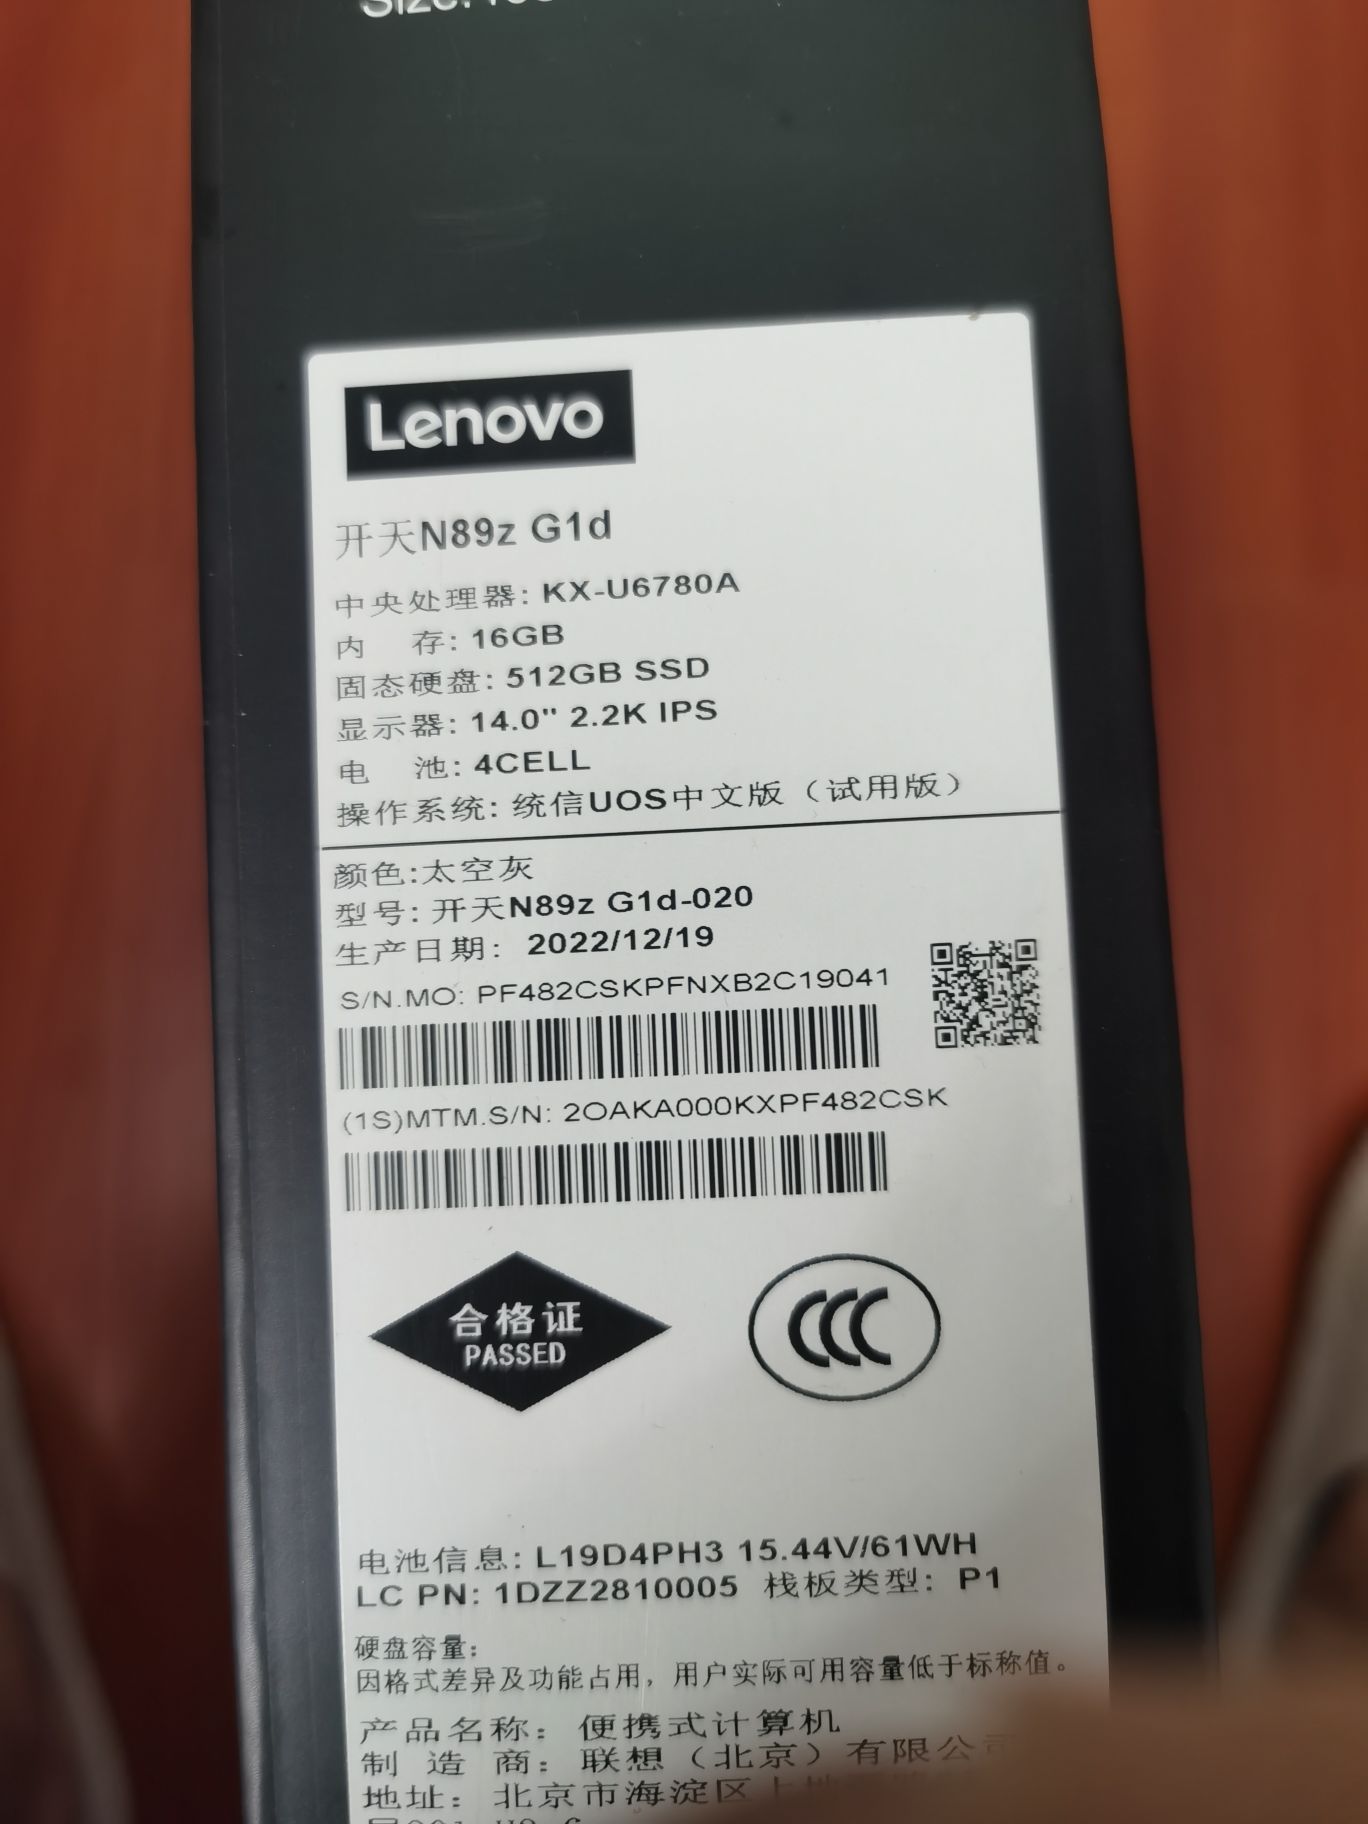 Lenovo
开天N89z G1d
中央处理器: KX-U6780A
内 存: 16GB
固态硬盘: 512GB SSD
显示器: 14.0" 2.2K IPS
电 池: 4CELL
操作系统: 统信UOS中文版（试用版）
颜色:太空灰
型号: 开天N89z G1d-020
生产日期: 2022/12/19
S/N.MO: PF482CSKPFNXB2C19041
(1S)MTM.S/N: 20AKA000KXPF482CSK
合格证
PASSED
CCC
电池信息: L19D4PH3 15.44V/61WH
LC PN: 1DZZ2810005 栈板类型: P1
硬盘容量:
因格式差异及功能占用，用户实际可用容量低于标称值。
产品名称: 便携式计算机
制 造 商: 联想（北京）有限公司
地址: 北京市海淀区上地